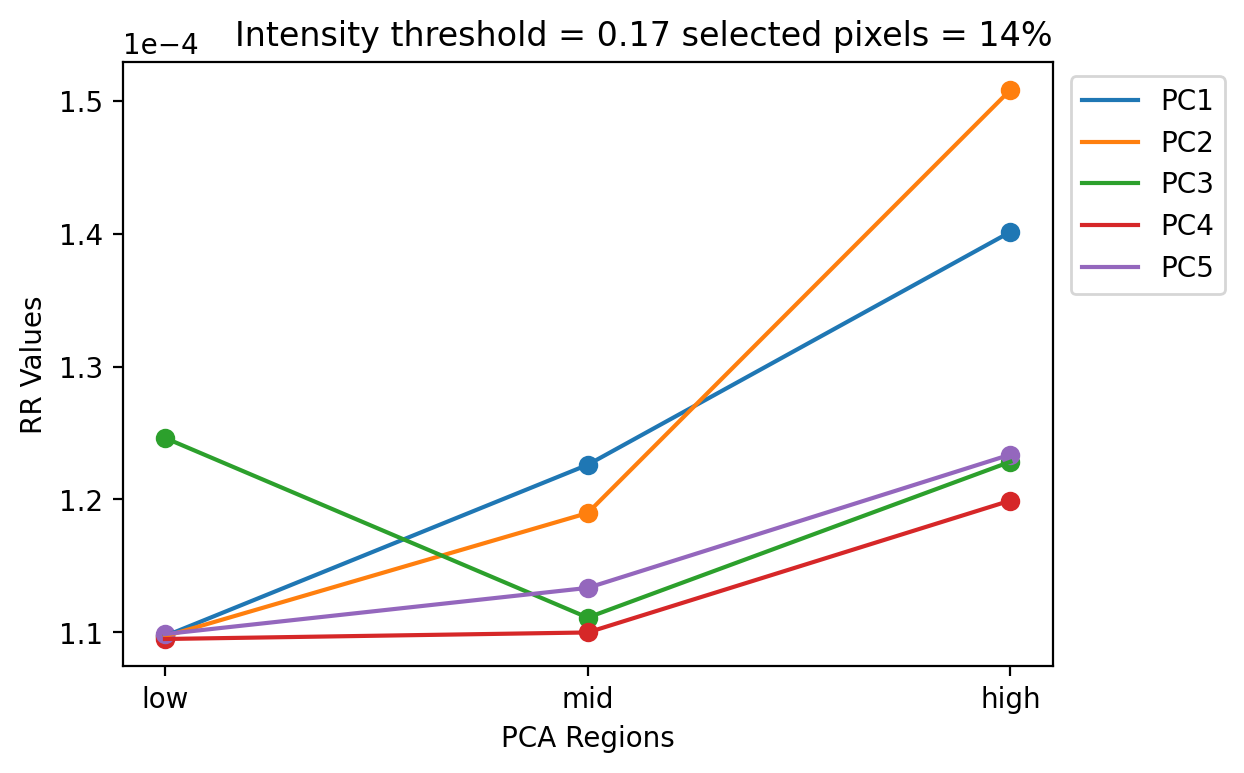 1e−4
Intensity threshold = 0.17 selected pixels = 14%
1.5
1.4
1.3
1.2
1.1
RR Values
low
mid
high
PCA Regions
PC1
PC2
PC3
PC4
PC5